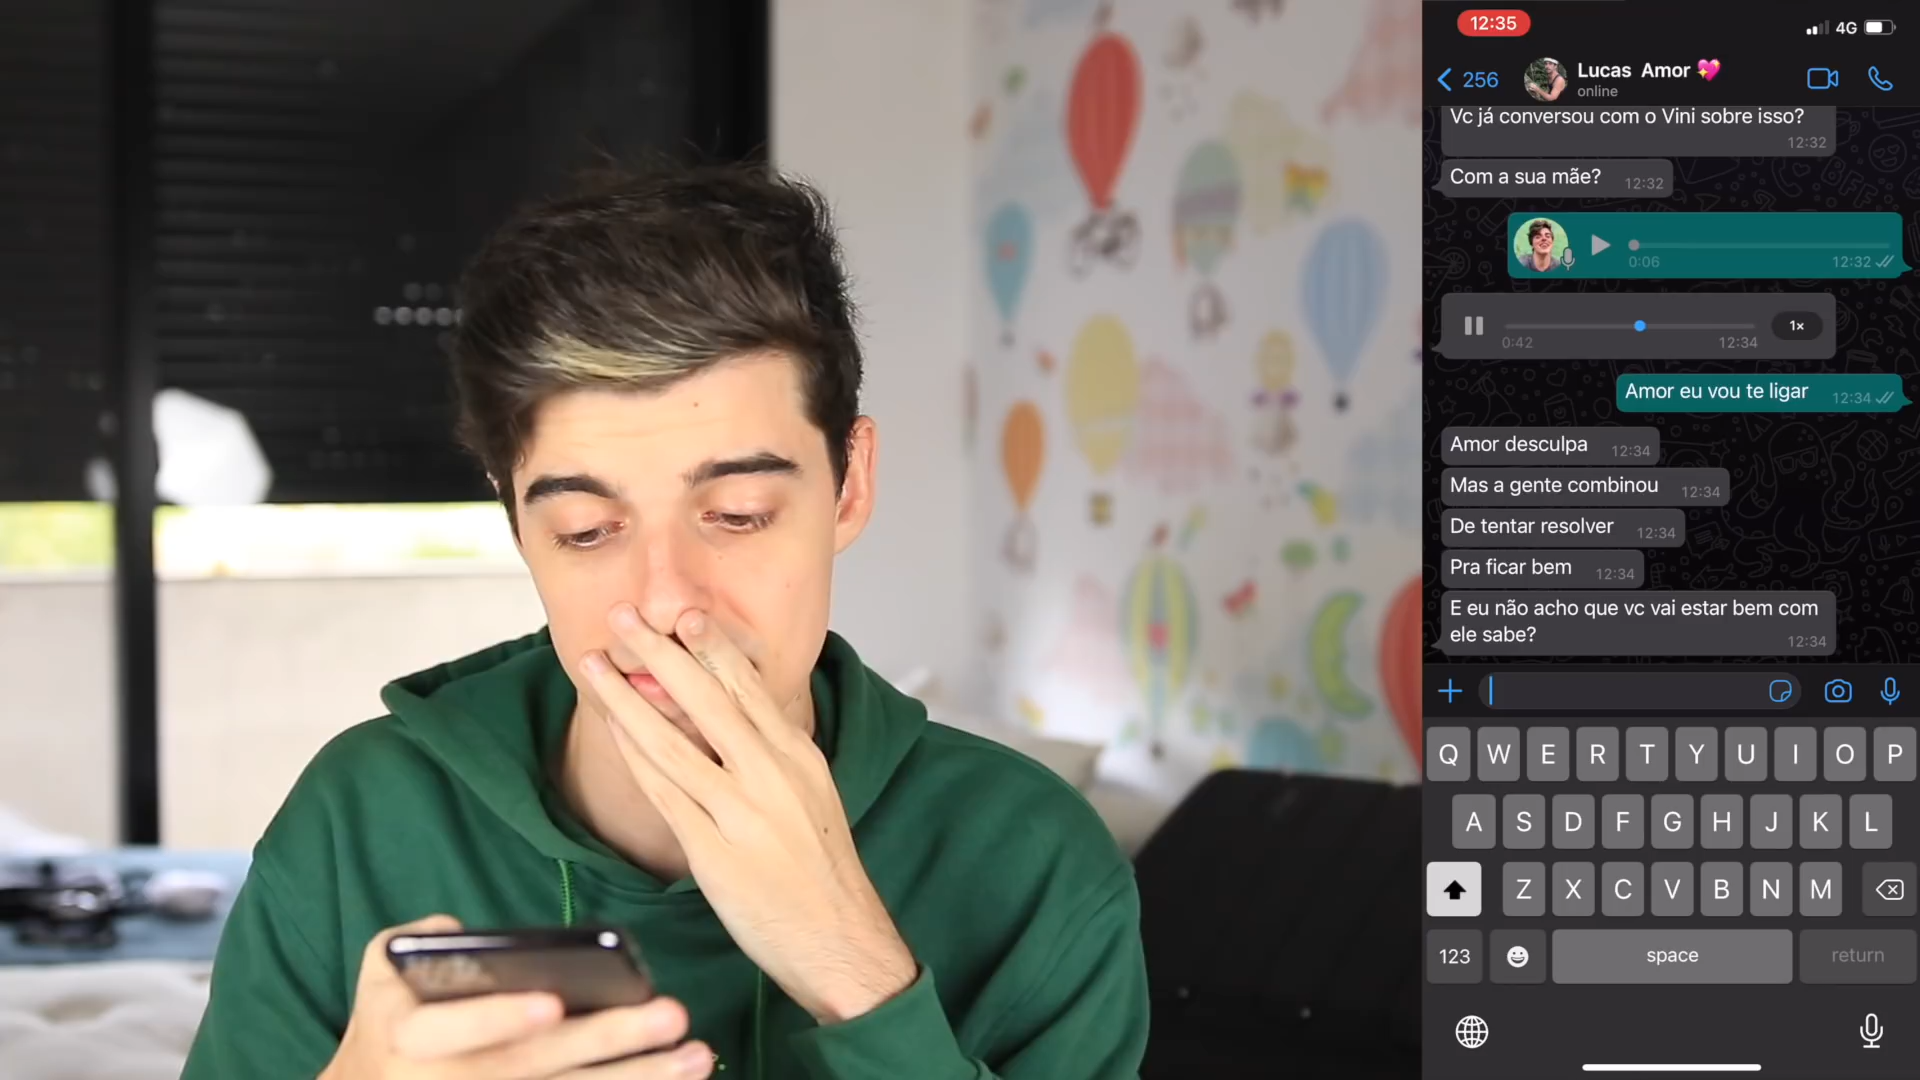 12:35
4G
256
Lucas Amor
online
Vc já conversou com o Vini sobre isso?
12:32
Com a sua mãe? 12:32
0:06 12:32
1×
0:42 12:34
Amor eu vou te ligar 12:34
Amor desculpa 12:34
Mas a gente combinou 12:34
De tentar resolver 12:34
Pra ficar bem 12:34
E eu não acho que vc vai estar bem com
ele sabe? 12:34
Q W E R T Y U I O P
A S D F G H J K L
Z X C V B N M
123 space return